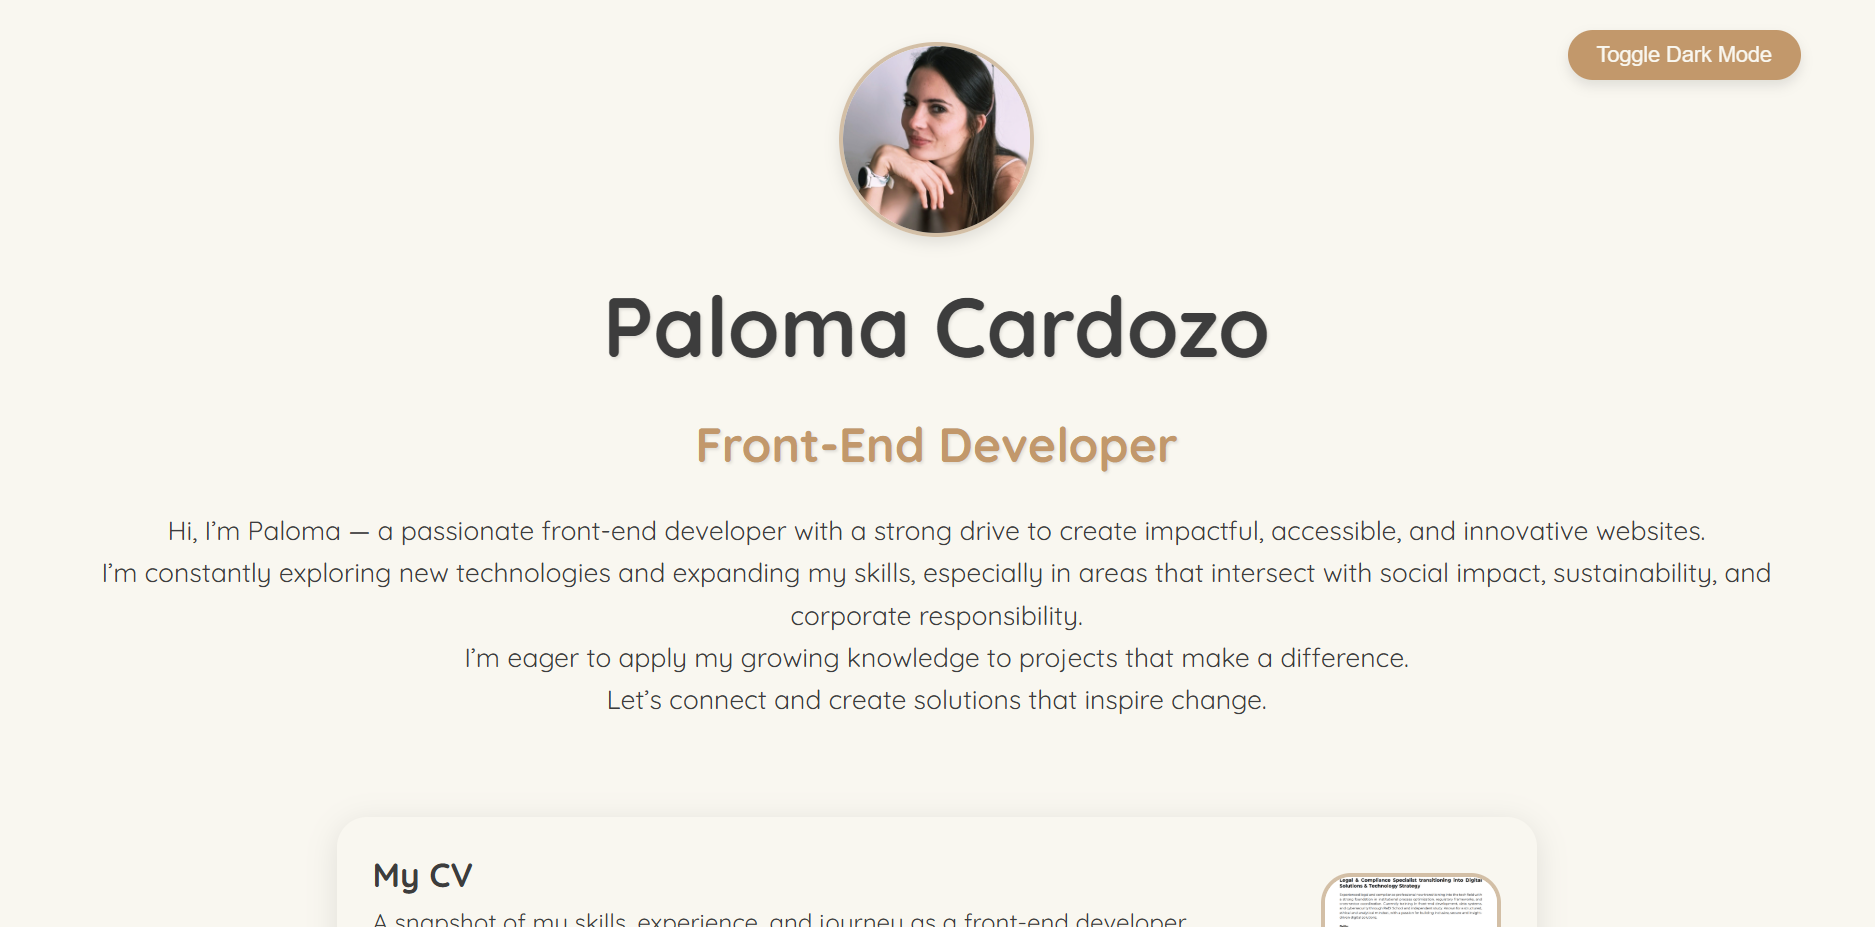 Toggle Dark Mode
Paloma Cardozo
Front-End Developer
Hi, I’m Paloma — a passionate front-end developer with a strong drive to create impactful, accessible, and innovative websites.
I’m constantly exploring new technologies and expanding my skills, especially in areas that intersect with social impact, sustainability, and
corporate responsibility.
I’m eager to apply my growing knowledge to projects that make a difference.
Let’s connect and create solutions that inspire change.
My CV
A snapshot of my skills, experience, and journey as a front-end developer
Legal & Compliance Specialist transitioning into Digital
Solutions & Technology Strategy